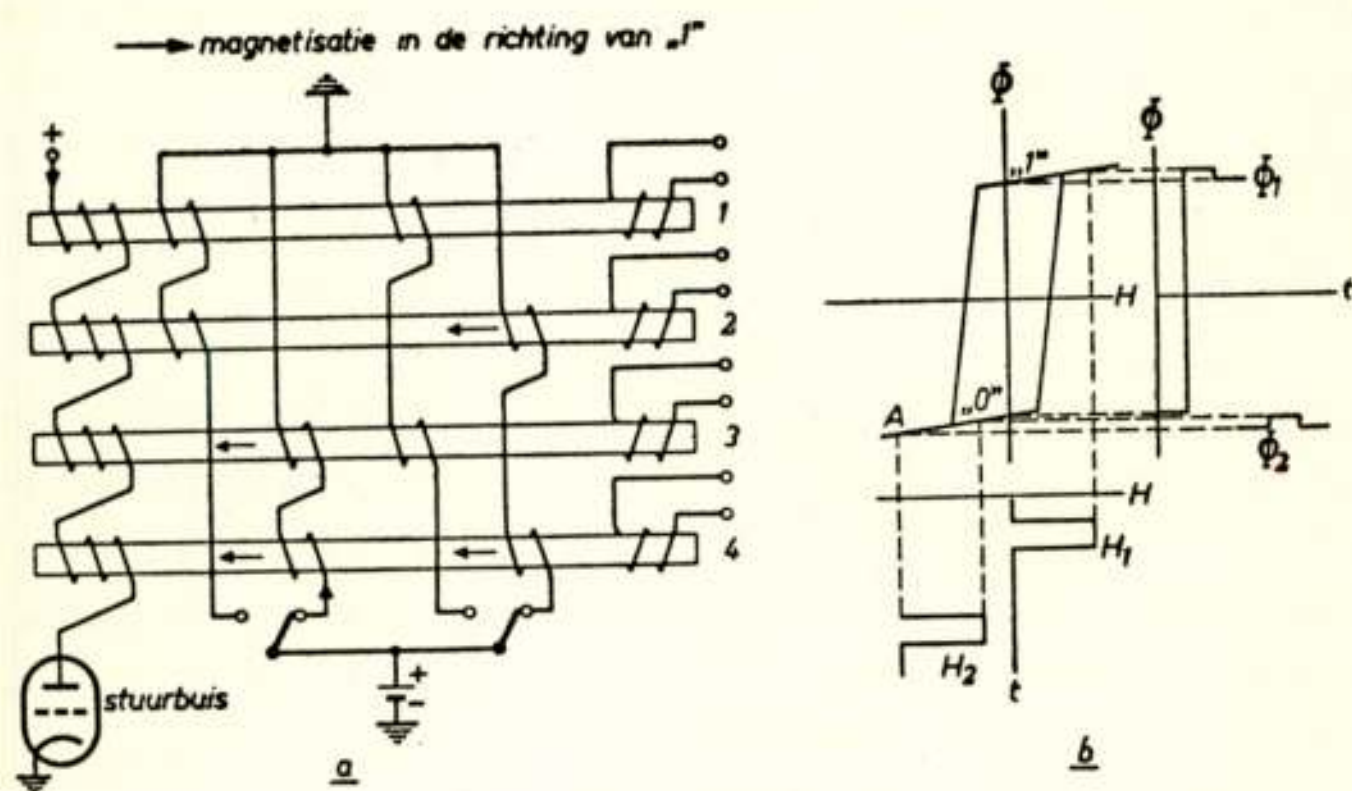 magnetisatie in de richting van „1”
+
1
2
3
4
+
-
stuurbuis
a
Φ
Φ
„1”
Φ1
H
t
A
„0”
Φ2
H
H1
H2
t
b